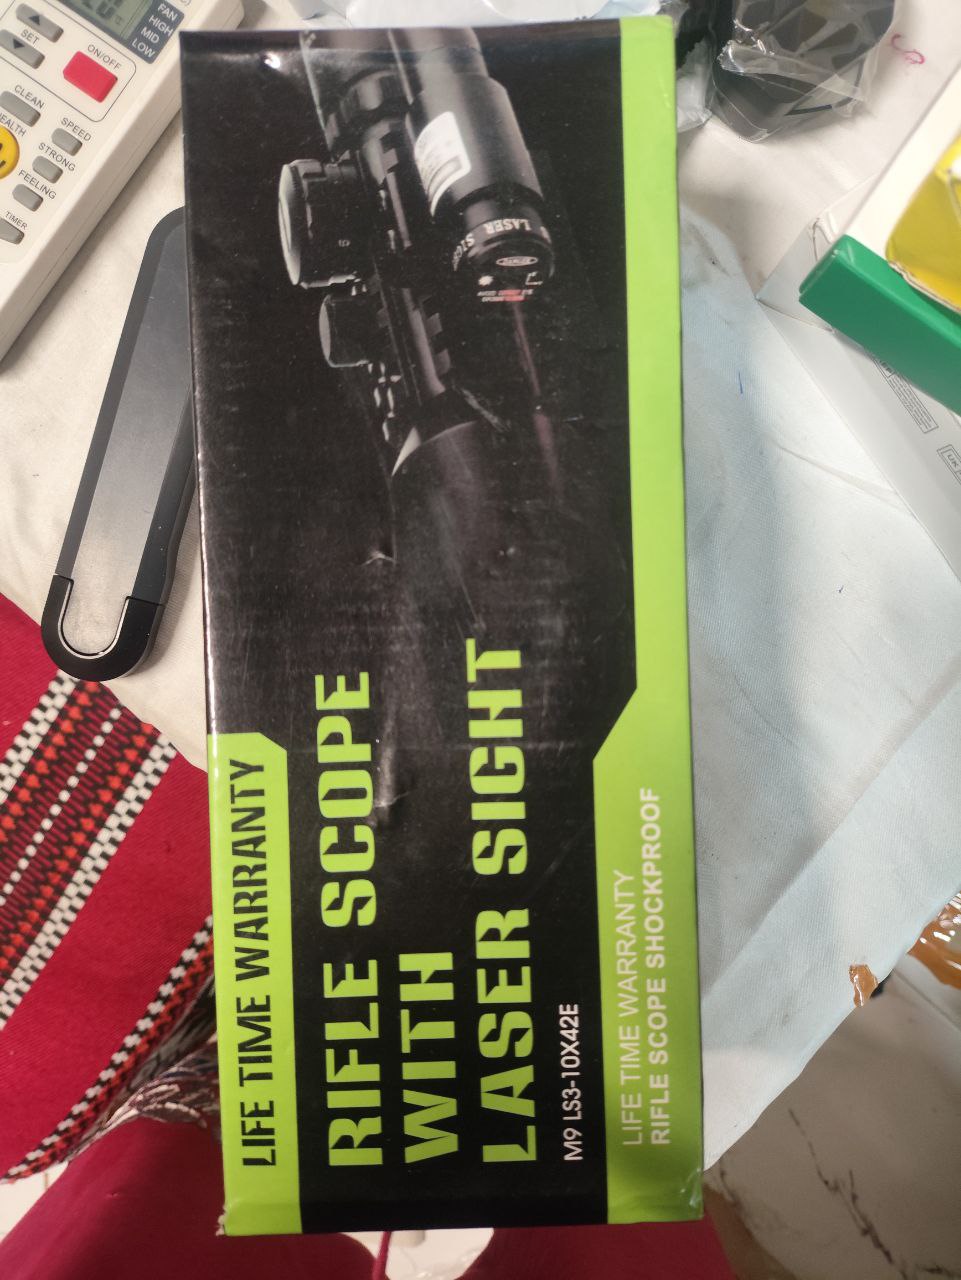 LIFE TIME WARRANTY
RIFLE SCOPE
WITH
LASER SIGHT
M9 LS3-10X42E
LIFE TIME WARRANTY
RIFLE SCOPE SHOCKPROOF
LASER
FAN
HIGH
MID
LOW
SET
ON/OFF
CLEAN
SPEED
STRONG
FEELING
TIMER
UK